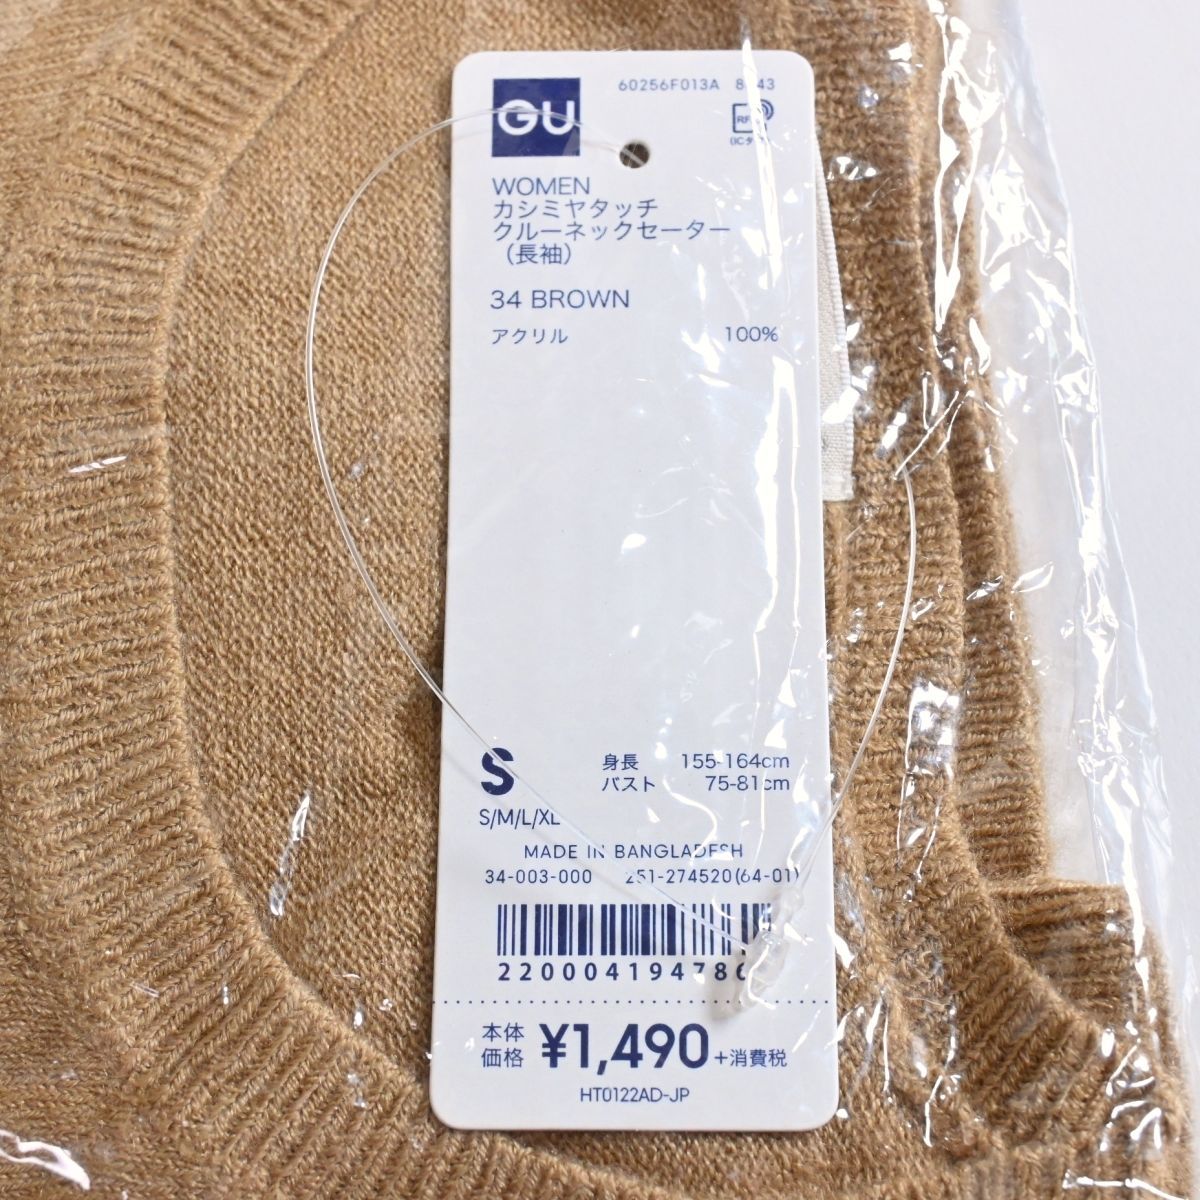 GU
60256F013A
WOMEN
カシミヤタッチ
クルーネックセーター
(長袖)
34 BROWN
アクリル 100%
S
身長 155-164cm
バスト 75-81cm
S/M/L/XL
MADE IN BANGLADESH
34-003-000 251-274520(64-01)
220004194786
本体
価格 ¥1,490 +消費税
HT0122AD-JP